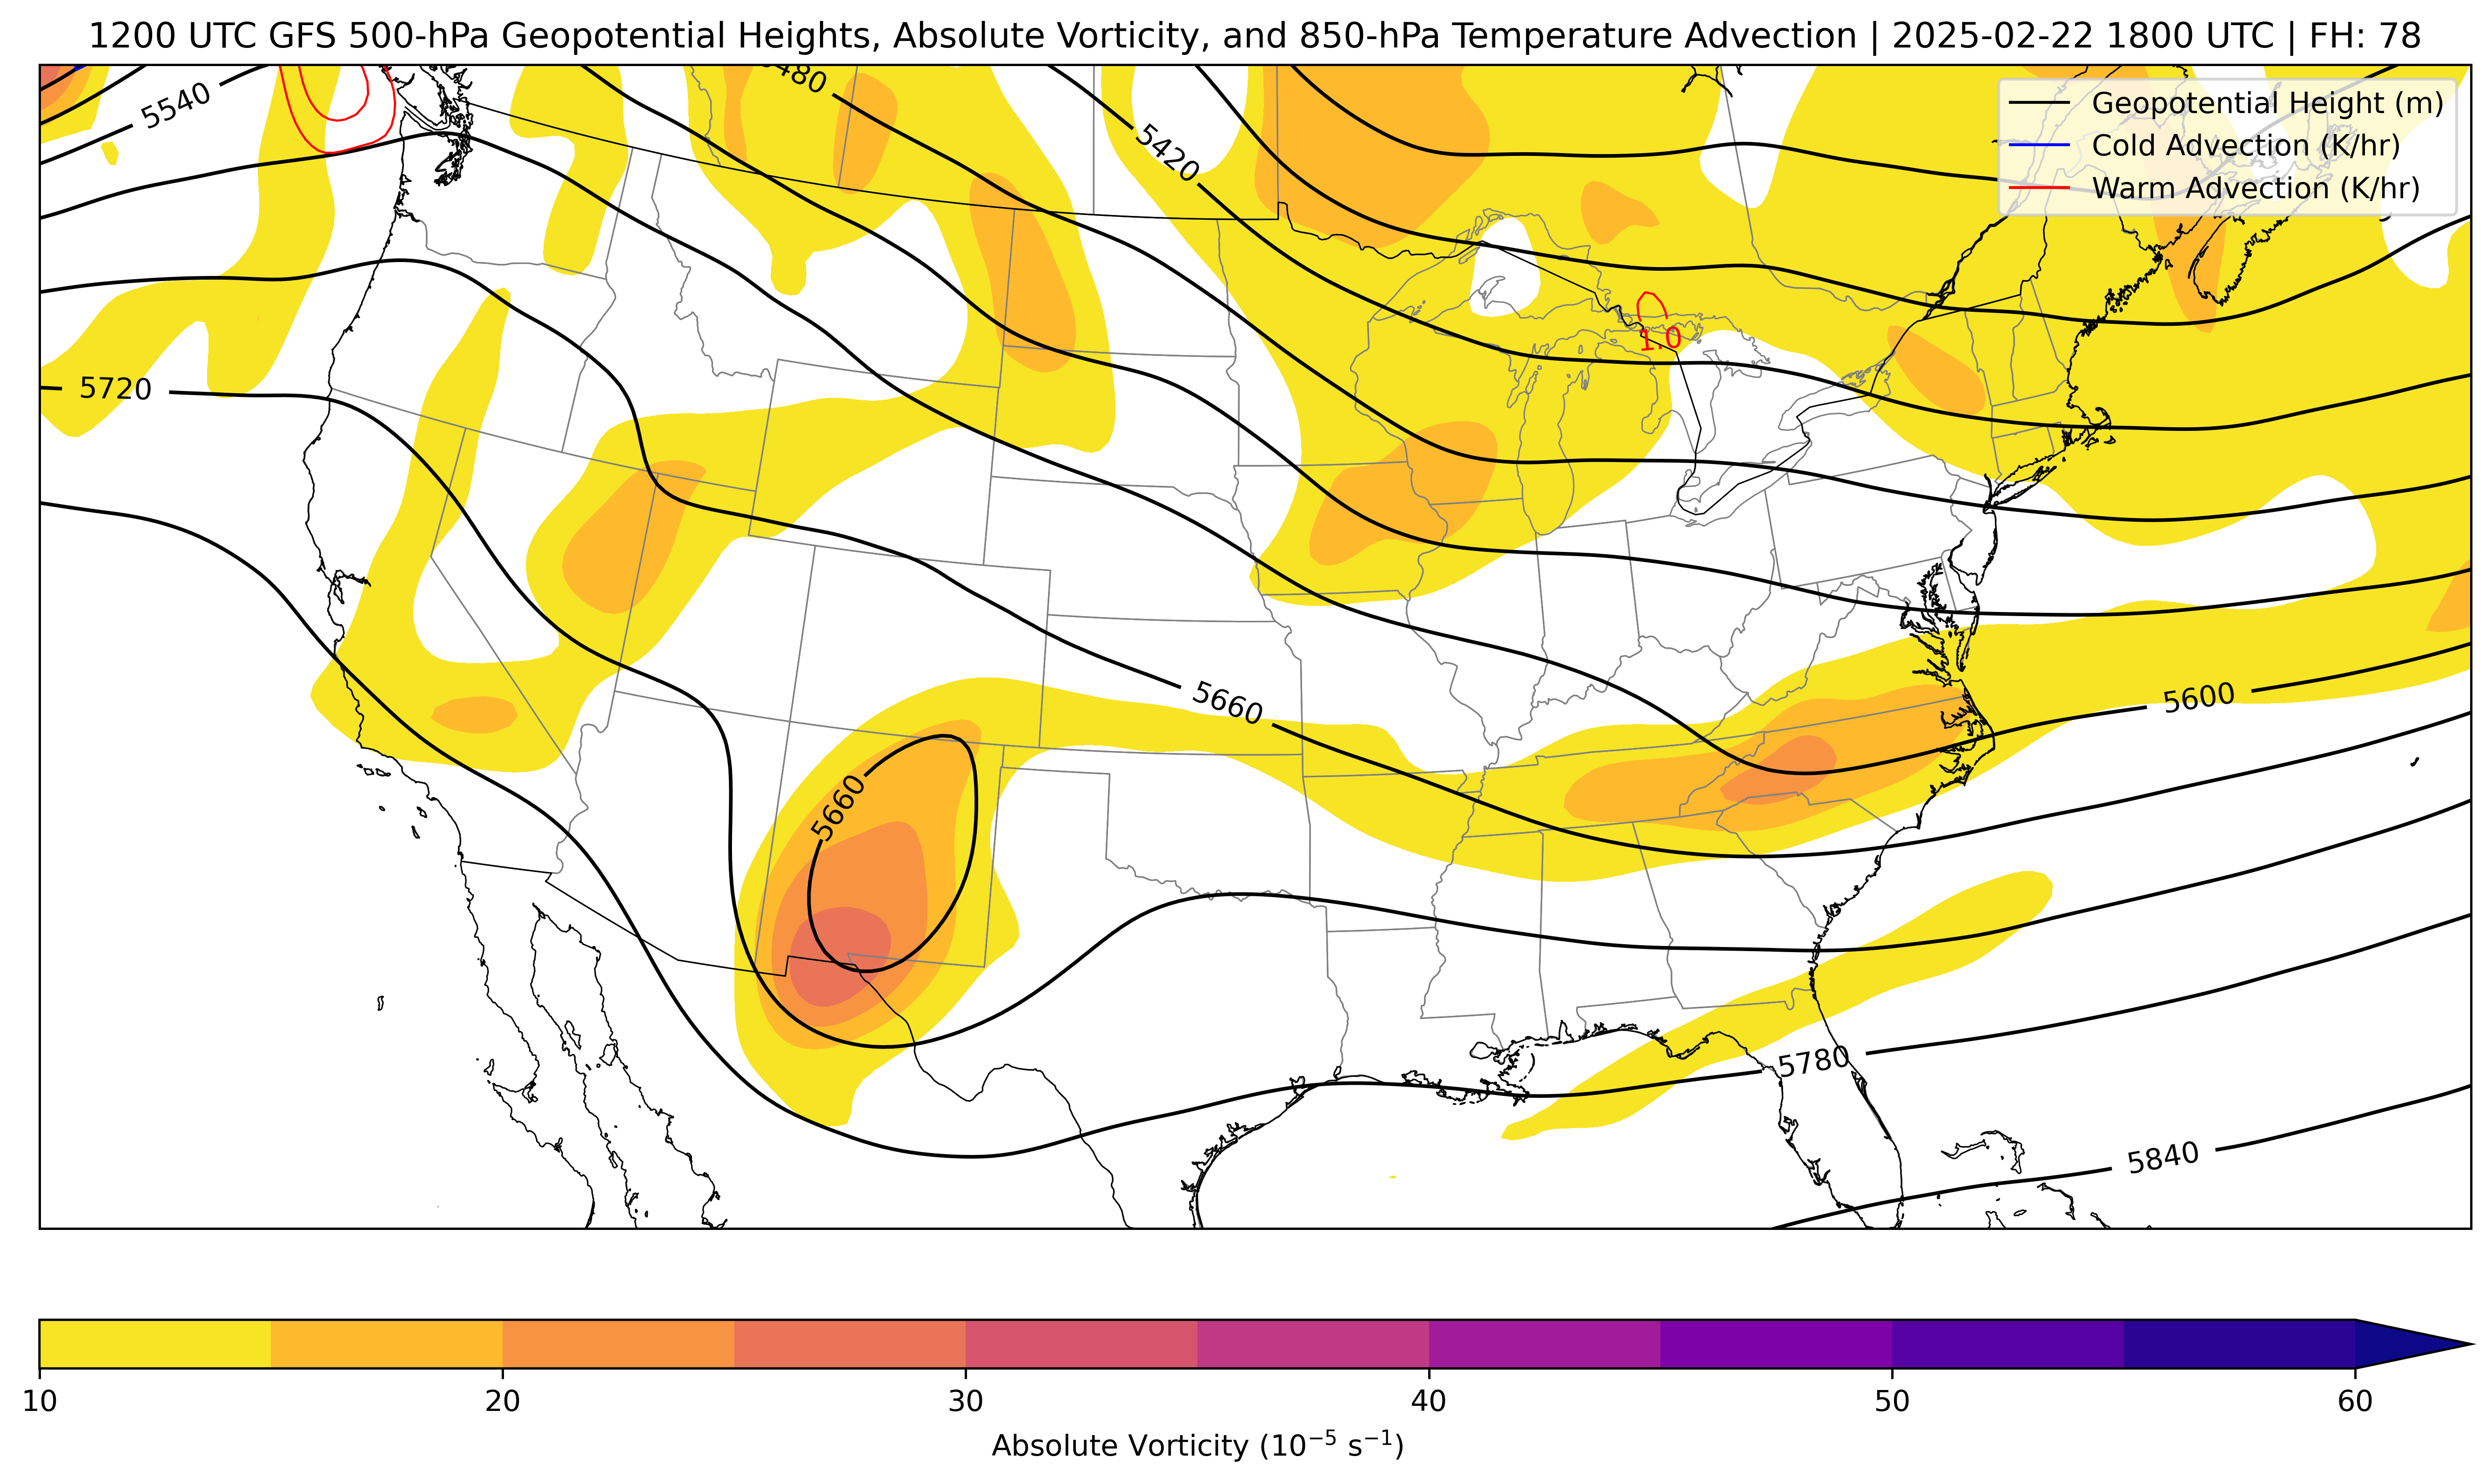 1200 UTC GFS 500-hPa Geopotential Heights, Absolute Vorticity, and 850-hPa Temperature Advection | 2025-02-22 1800 UTC | FH: 78
Geopotential Height (m)
Cold Advection (K/hr)
Warm Advection (K/hr)
5540
5480
5420
1.0
5720
5660
5600
5660
5780
5840
10 20 30 40 50 60
Absolute Vorticity (10⁻⁵ s⁻¹)